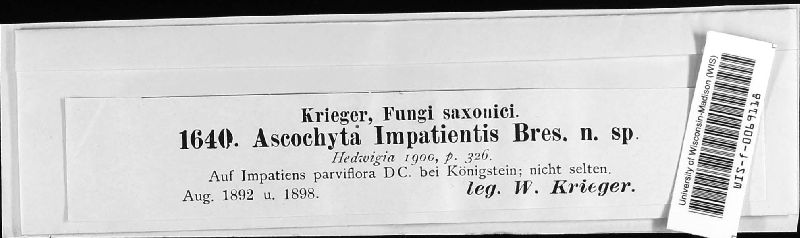 Krieger, Fungi saxonici.
1640. Ascochyta Impatientis Bres. n. sp.
Hedwigia 1900, p. 326.
Auf Impatiens parviflora DC. bei Königstein; nicht selten.
Aug. 1892 u. 1898.
leg. W. Krieger.
University of Wisconsin-Madison (WIS)
WIS-f-0069118